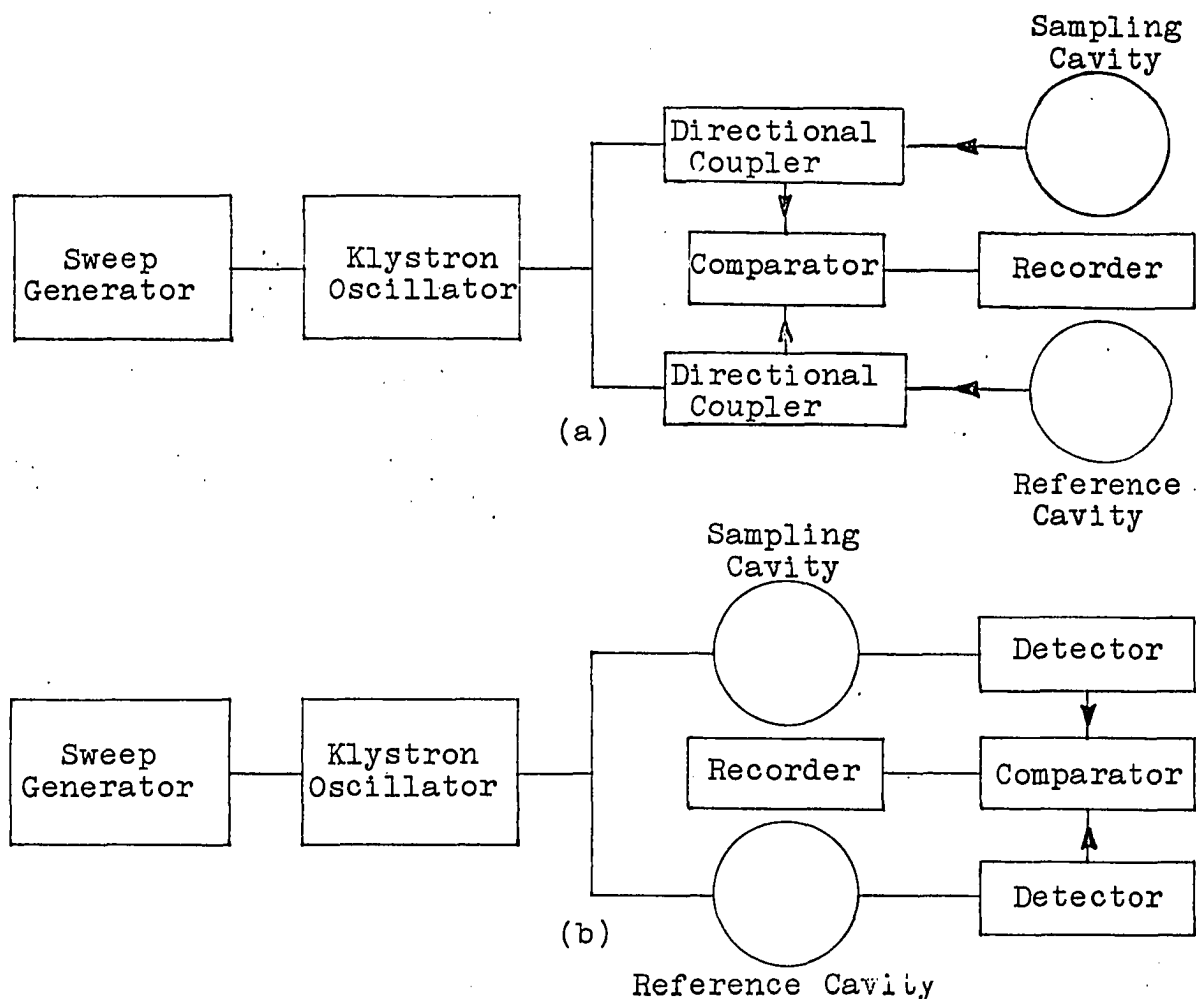 Sampling
Cavity
Directional
Coupler
Sweep
Generator
Klystron
Oscillator
Comparator
Recorder
Directional
Coupler
(a)
Reference
Cavity
Sampling
Cavity
Detector
Sweep
Generator
Klystron
Oscillator
Recorder
Comparator
Detector
(b)
Reference Cavity